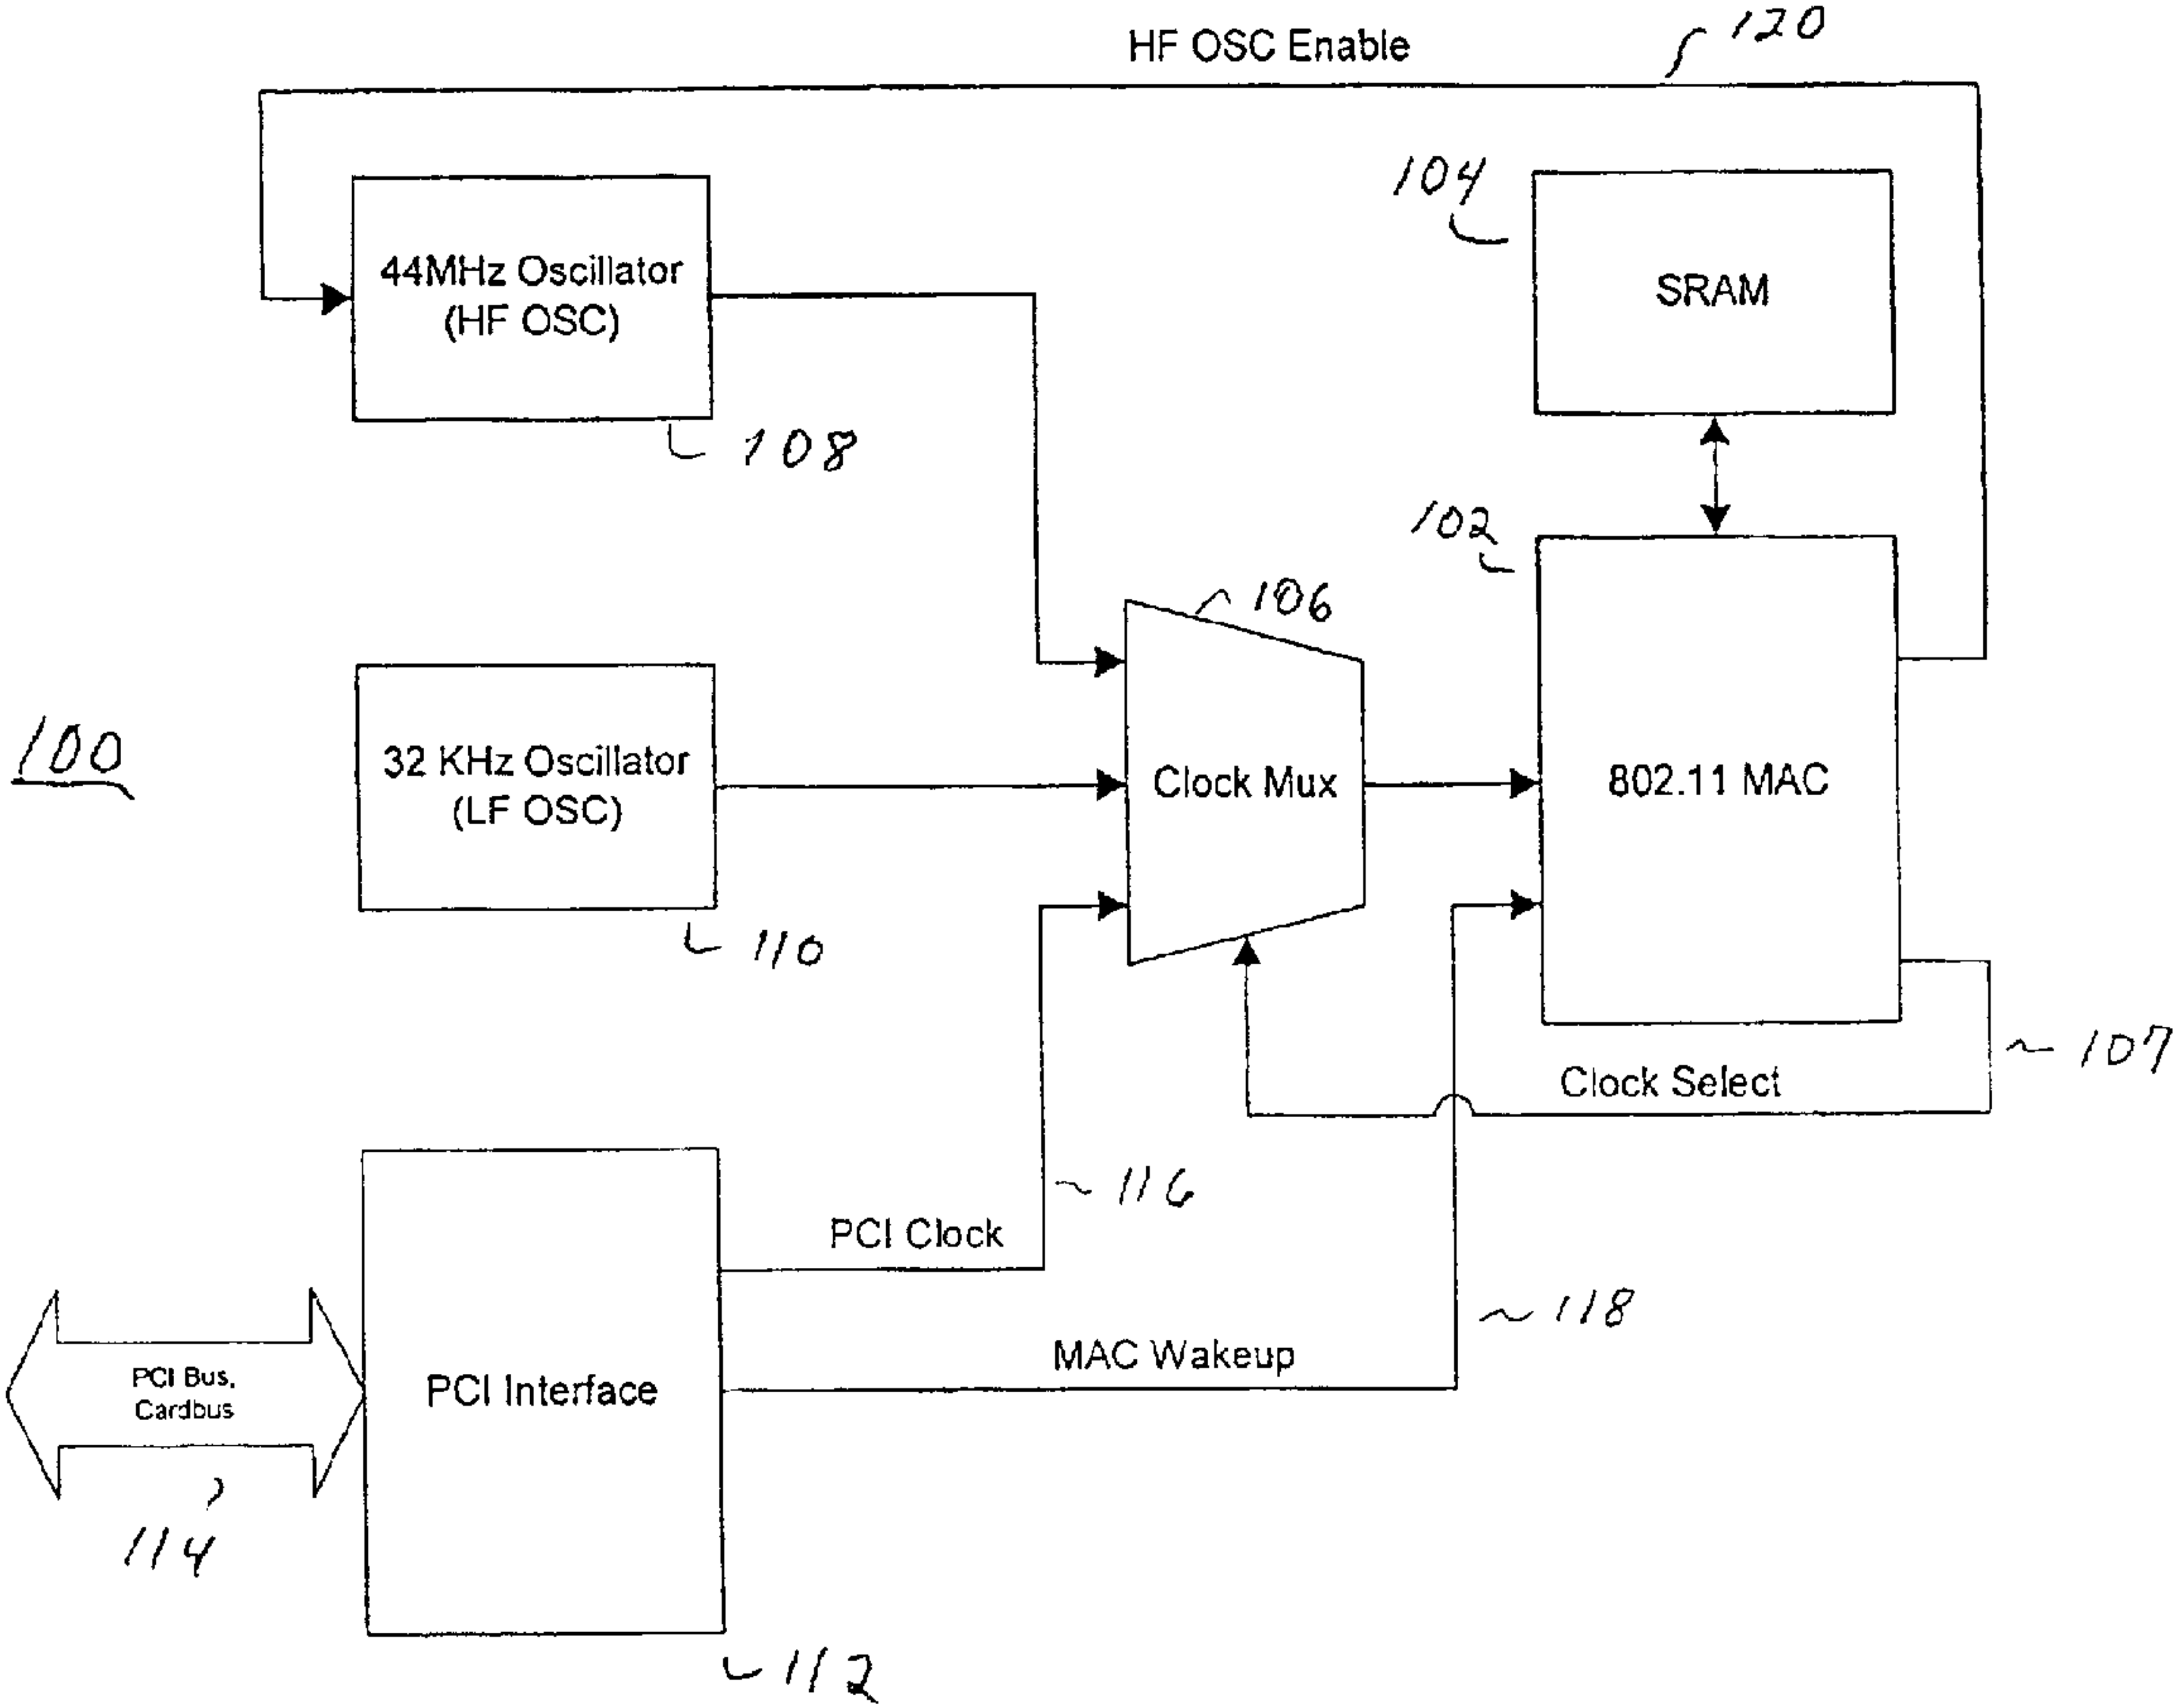 HF OSC Enable
120
104
44MHz Oscillator
(HF OSC)
SRAM
108
102
106
100
32 KHz Oscillator
(LF OSC)
Clock Mux
802.11 MAC
110
107
Clock Select
116
PCI Clock
118
MAC Wakeup
PCI Bus,
Cardbus
PCI Interface
114
112